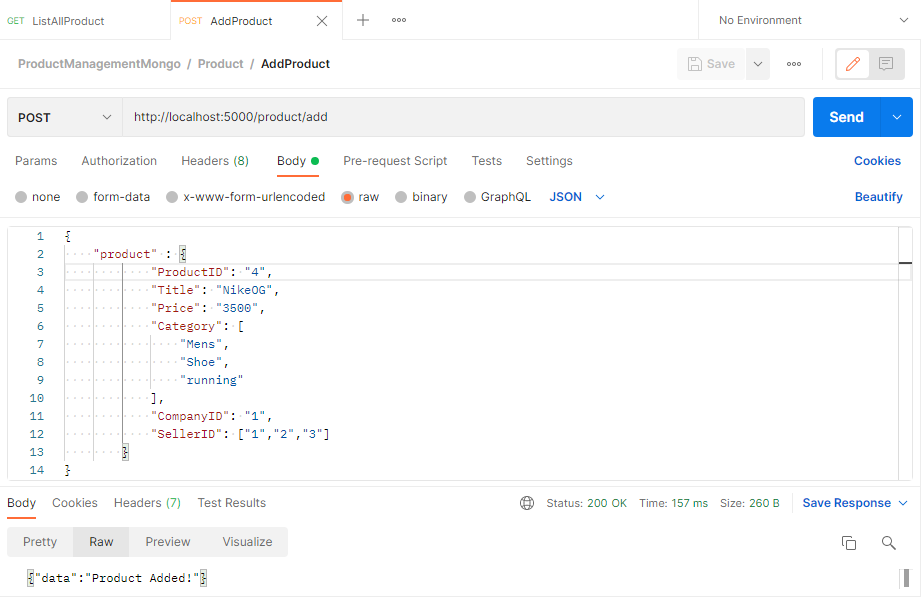 GET ListAllProduct POST AddProduct No Environment
ProductManagementMongo / Product / AddProduct Save
POST http://localhost:5000/product/add Send
Params Authorization Headers (8) Body Pre-request Script Tests Settings Cookies
none form-data x-www-form-urlencoded raw binary GraphQL JSON Beautify
1 {
2 "product" : {
3 "ProductID": "4",
4 "Title": "NikeOG",
5 "Price": "3500",
6 "Category": [
7 "Mens",
8 "Shoe",
9 "running"
10 ],
11 "CompanyID": "1",
12 "SellerID": ["1","2","3"]
13 }
14 }
Body Cookies Headers (7) Test Results Status: 200 OK Time: 157 ms Size: 260 B Save Response
Pretty Raw Preview Visualize
{"data":"Product Added!"}